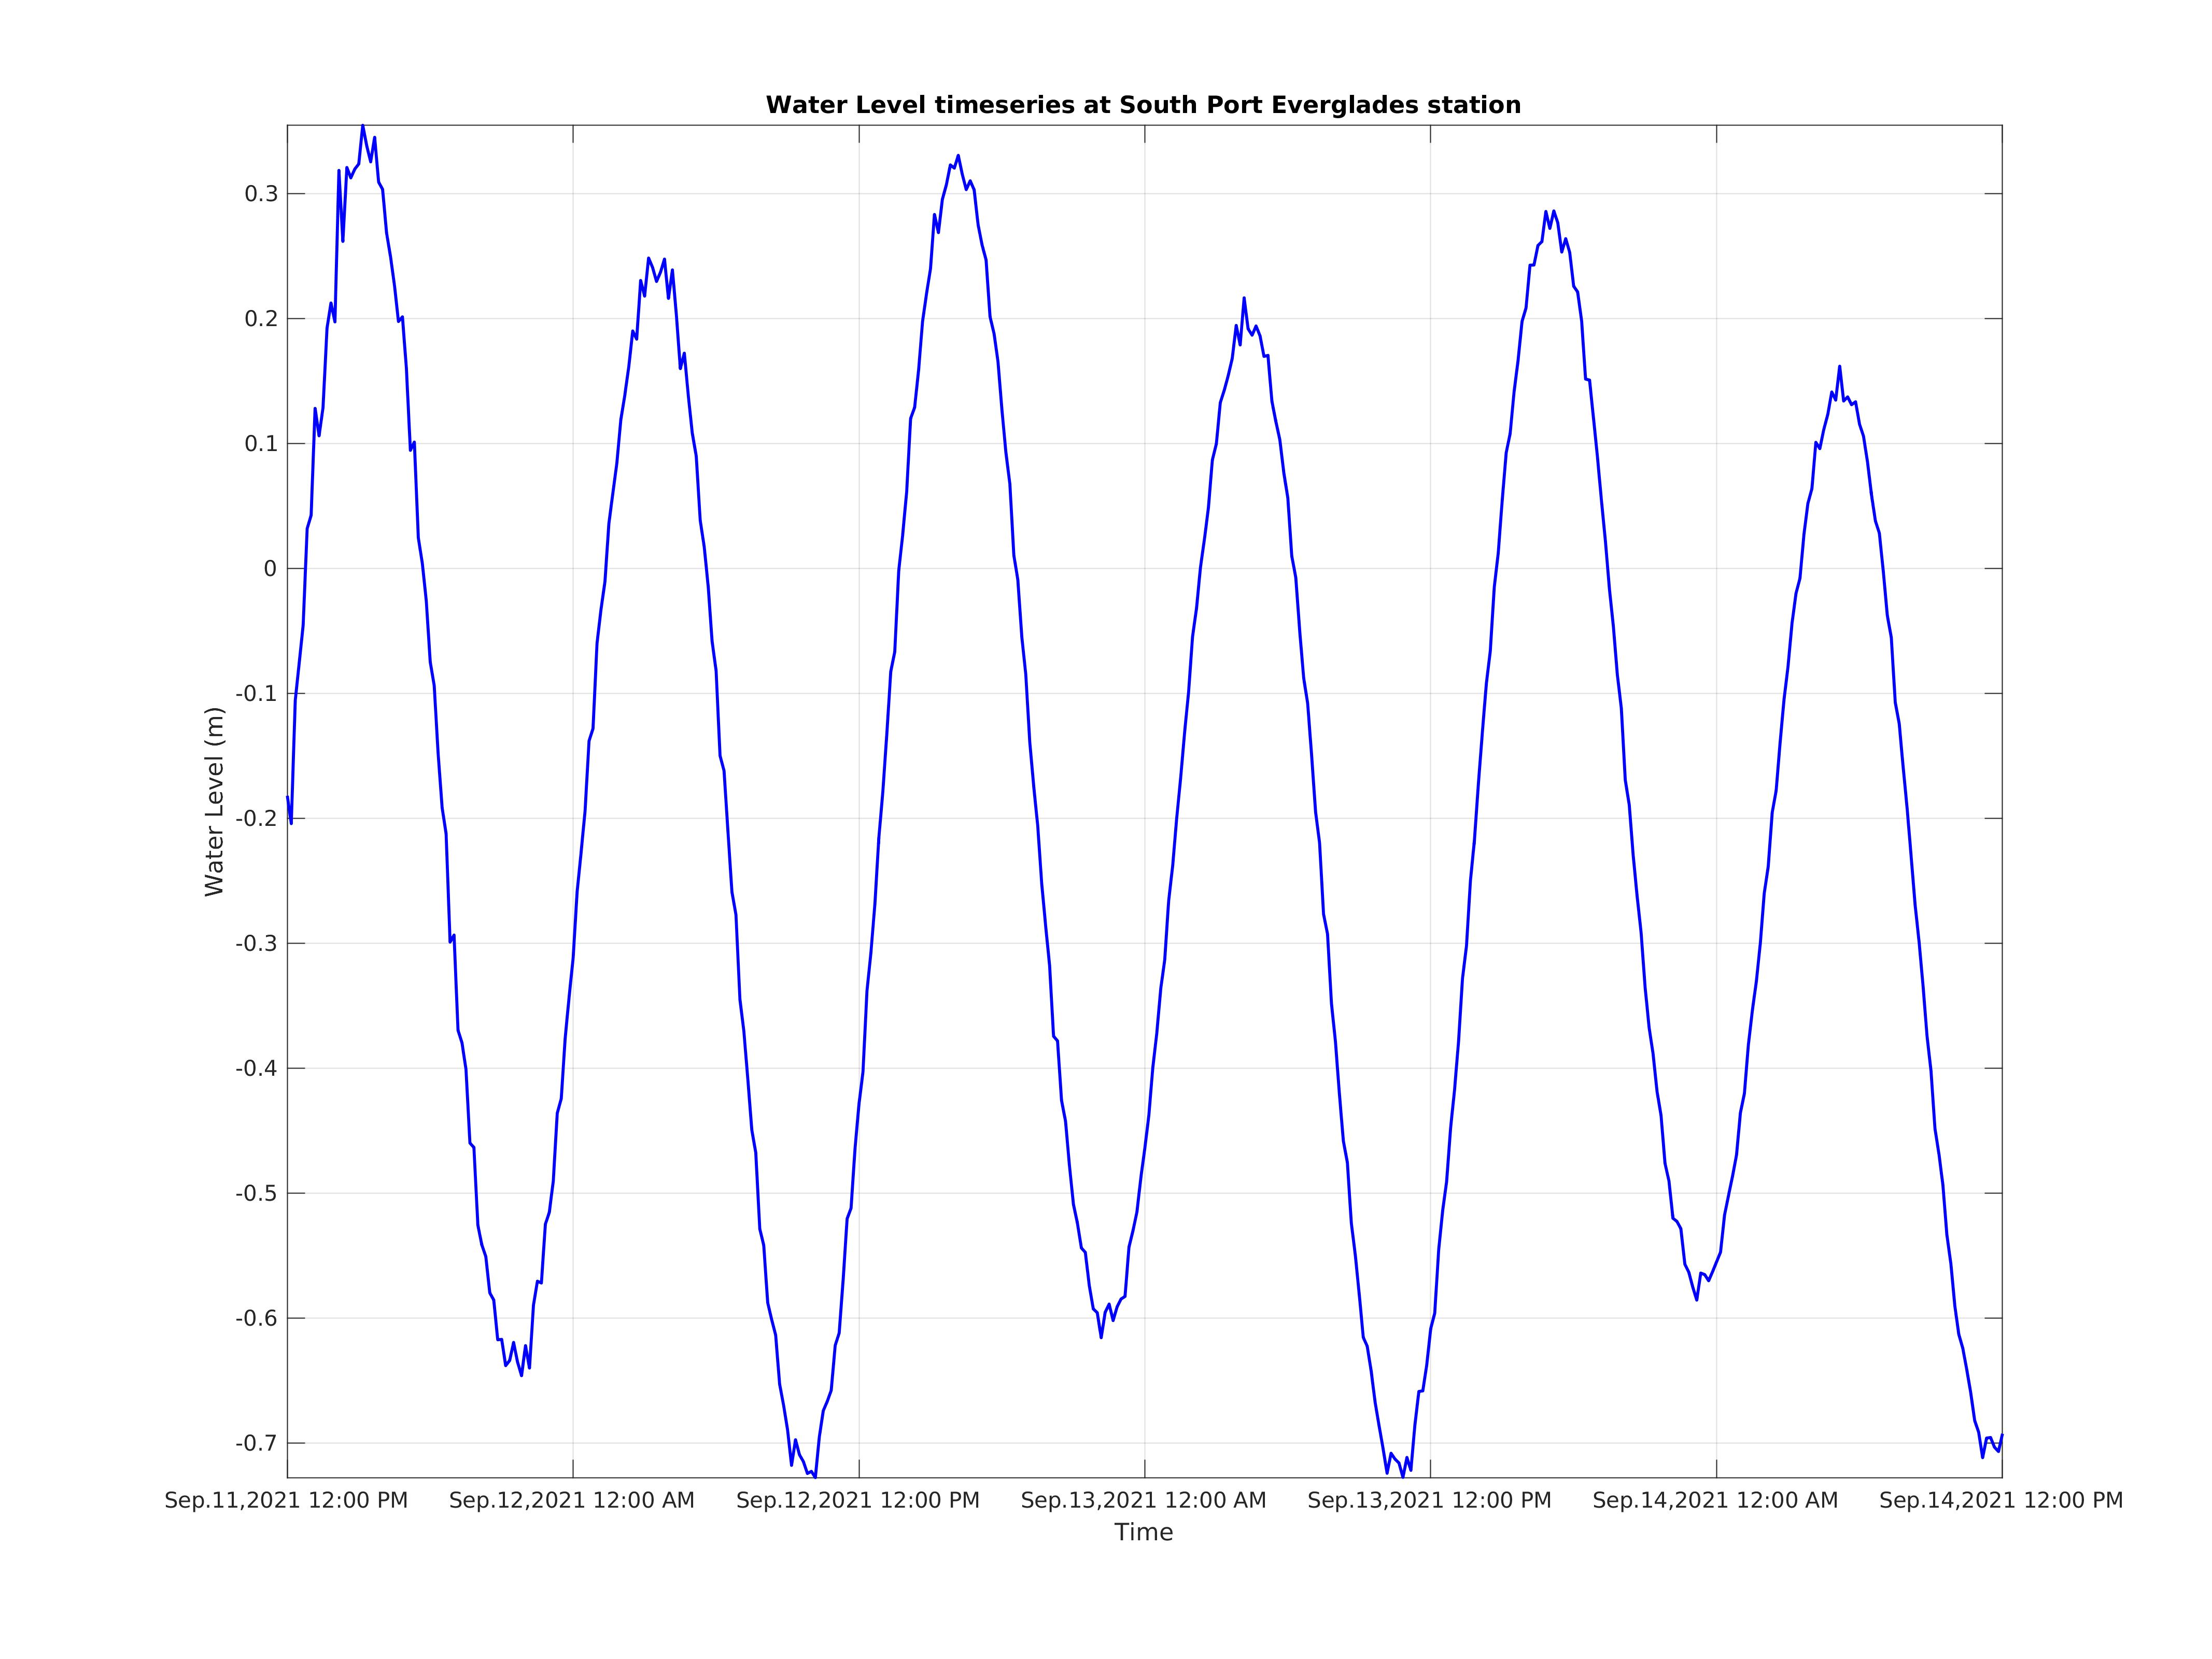 Water Level timeseries at South Port Everglades station
0.3
0.2
0.1
0
-0.1
-0.2
-0.3
-0.4
-0.5
-0.6
-0.7
Water Level (m)
Sep.11,2021 12:00 PM Sep.12,2021 12:00 AM Sep.12,2021 12:00 PM Sep.13,2021 12:00 AM Sep.13,2021 12:00 PM Sep.14,2021 12:00 AM Sep.14,2021 12:00 PM
Time